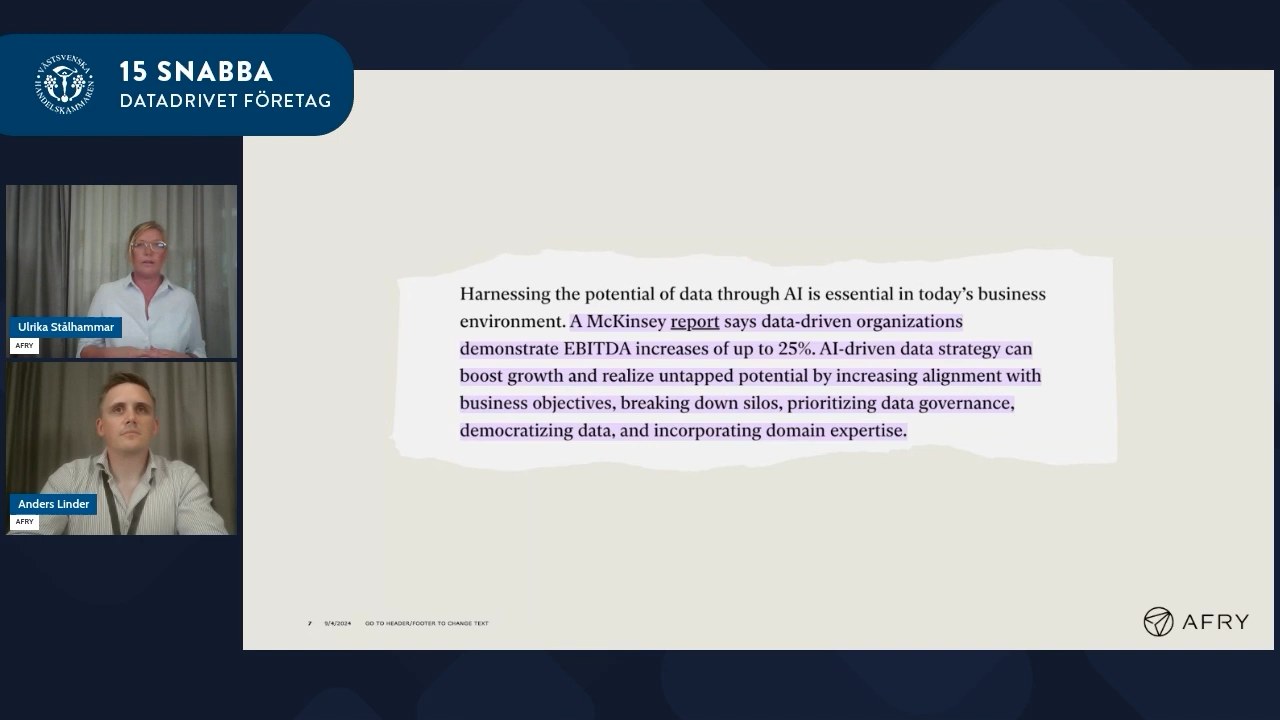 VÄSTSVENSKA
HANDELSKAMMAREN
15 SNABBA
DATADRIVET FÖRETAG
Ulrika Stålhammar
AFRY
Anders Linder
AFRY
Harnessing the potential of data through AI is essential in today’s business
environment. A McKinsey report says data-driven organizations
demonstrate EBITDA increases of up to 25%. AI-driven data strategy can
boost growth and realize untapped potential by increasing alignment with
business objectives, breaking down silos, prioritizing data governance,
democratizing data, and incorporating domain expertise.
7 9/4/2024 GO TO HEADER/FOOTER TO CHANGE TEXT
AFRY